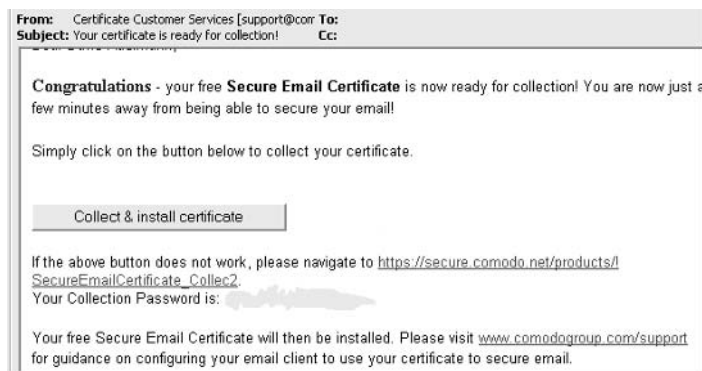 From: Certificate Customer Services [support@com To:
Subject: Your certificate is ready for collection! Cc:
Congratulations - your free Secure Email Certificate is now ready for collection! You are now just a
few minutes away from being able to secure your email!
Simply click on the button below to collect your certificate.
Collect & install certificate
If the above button does not work, please navigate to https://secure.comodo.net/products/!
SecureEmailCertificate_Collec2.
Your Collection Password is:
Your free Secure Email Certificate will then be installed. Please visit www.comodogroup.com/support
for guidance on configuring your email client to use your certificate to secure email.